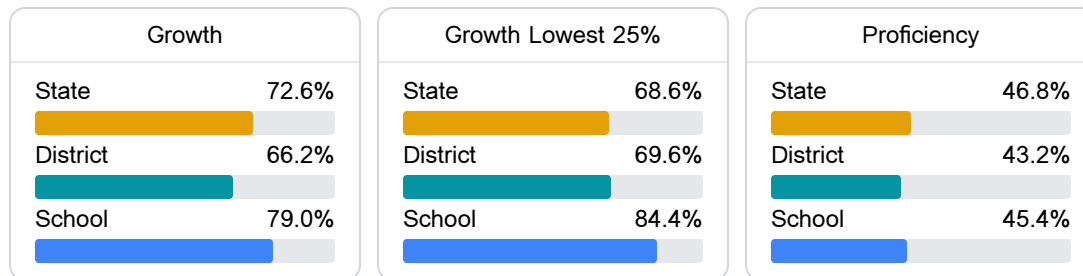 Growth
State 72.6%
District 66.2%
School 79.0%
Growth Lowest 25%
State 68.6%
District 69.6%
School 84.4%
Proficiency
State 46.8%
District 43.2%
School 45.4%